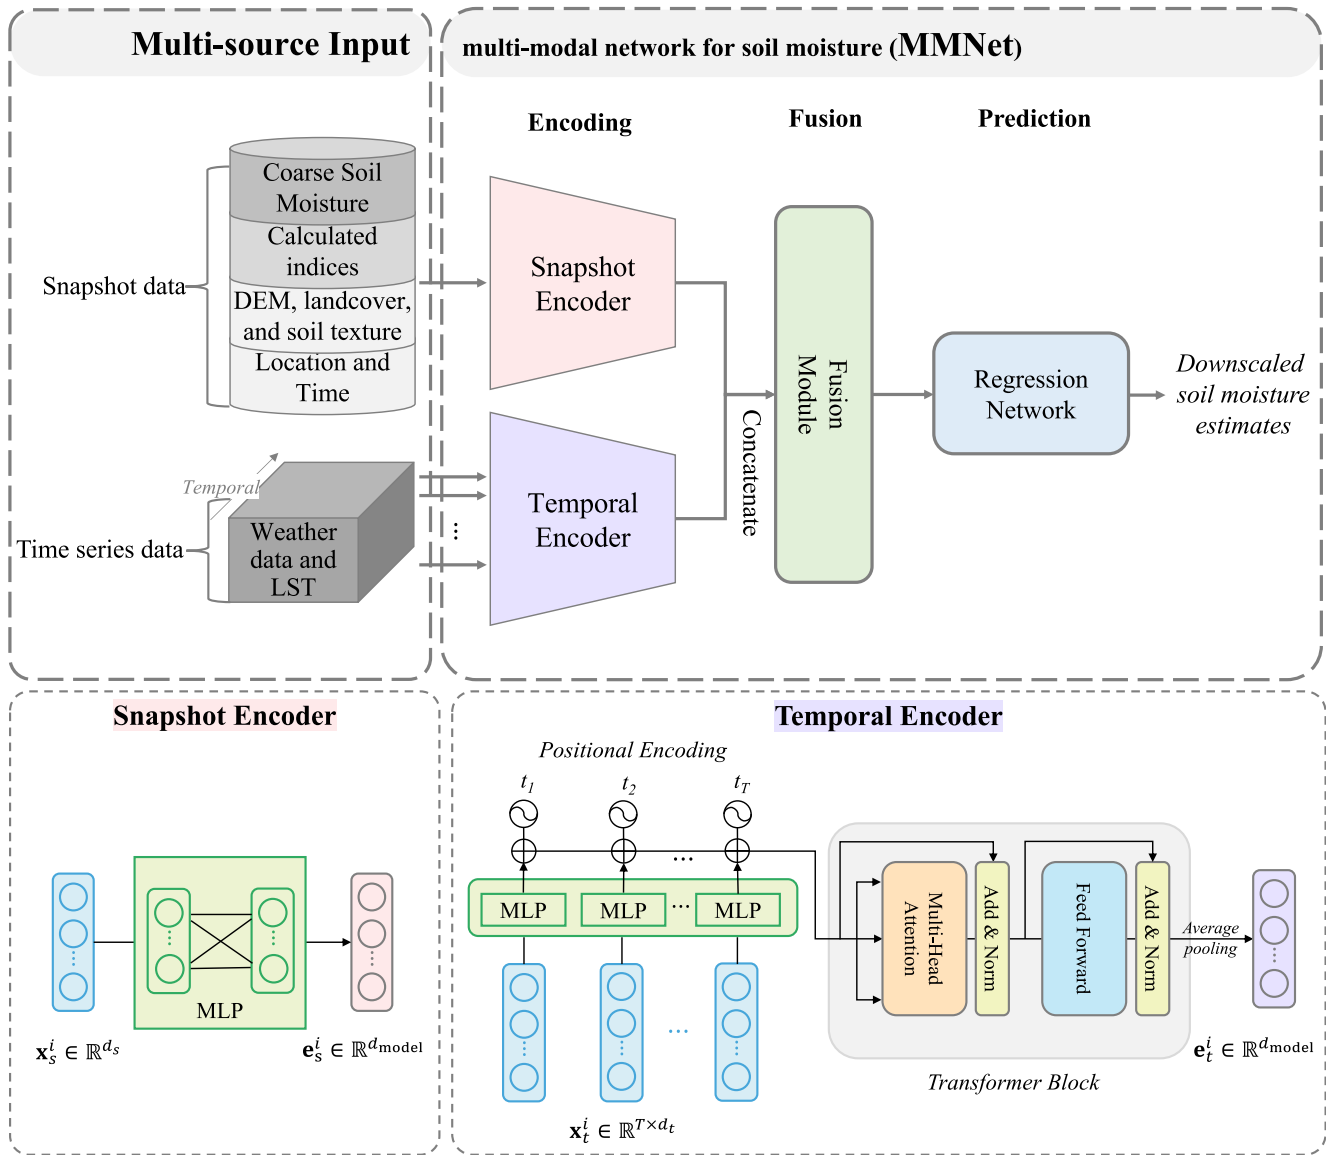 Multi-source Input
multi-modal network for soil moisture (MMNet)
Encoding
Fusion
Prediction
Snapshot data
Coarse Soil
Moisture
Calculated
indices
DEM, landcover,
and soil texture
Location and
Time
Temporal
Time series data
Weather
data and
LST
Snapshot
Encoder
Temporal
Encoder
...
Concatenate
Fusion
Module
Regression
Network
Downscaled
soil moisture
estimates
Snapshot Encoder
MLP
𝐱_s^i ∈ ℝ^{d_s}
𝐞_s^i ∈ ℝ^{d_model}
Temporal Encoder
Positional Encoding
t_1
t_2
t_T
...
MLP
MLP
...
MLP
...
𝐱_t^i ∈ ℝ^{T×d_t}
Multi-Head
Attention
Add & Norm
Feed Forward
Add & Norm
Average
pooling
Transformer Block
𝐞_t^i ∈ ℝ^{d_model}